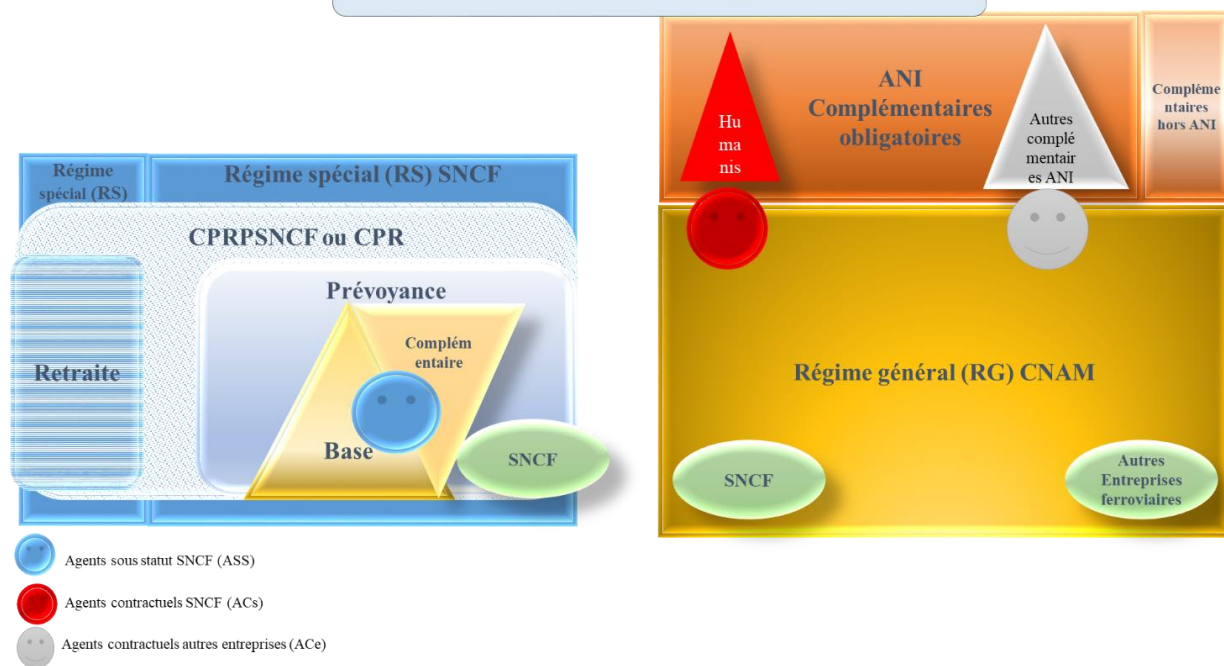 Régime
spécial (RS)
Régime spécial (RS) SNCF
CPRPSNCF ou CPR
Prévoyance
Complém
entaire
Retraite
Base
SNCF
Hu
ma
nis
ANI
Complémentaires
obligatoires
Autres
complé
mentair
es ANI
Compléme
ntaires
hors ANI
Régime général (RG) CNAM
SNCF
Autres
Entreprises
ferroviaires
Agents sous statut SNCF (ASS)
Agents contractuels SNCF (ACs)
Agents contractuels autres entreprises (ACe)